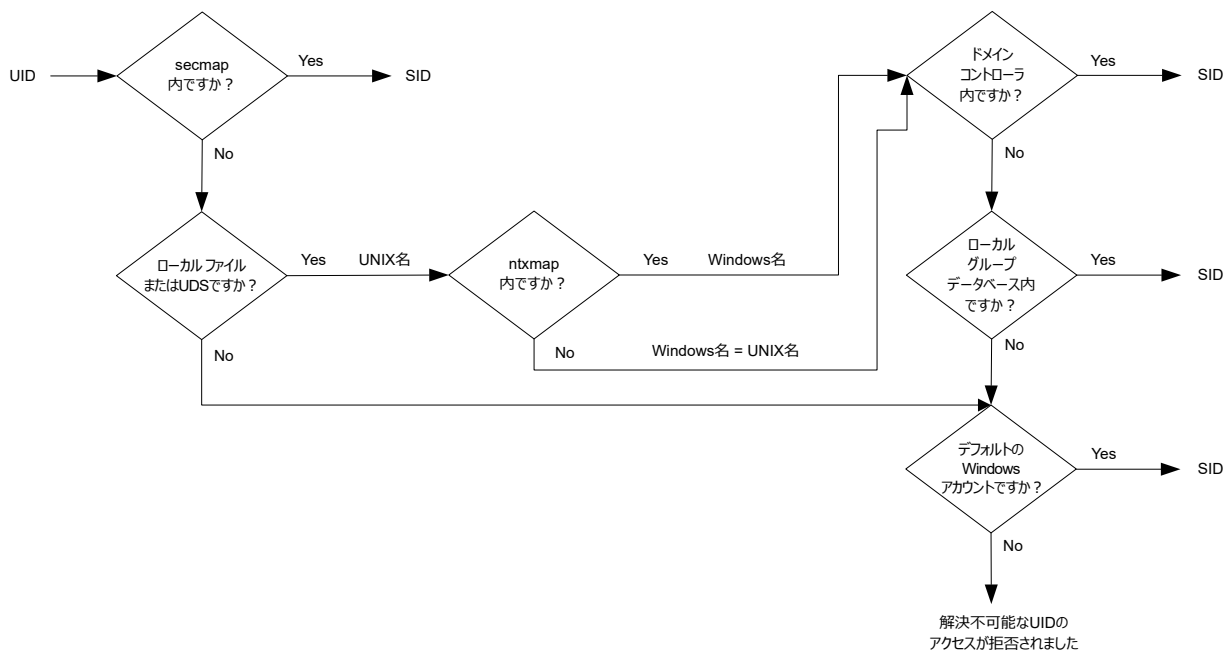 UID
secmap
内ですか？
Yes
SID
No
ローカル ファイル
またはUDSですか？
Yes
UNIX名
No
ntxmap
内ですか？
Yes
Windows名
No
Windows名 = UNIX名
ドメイン
コントローラ
内ですか？
Yes
SID
No
ローカル
グループ
データベース内
ですか？
Yes
SID
No
デフォルトの
Windows
アカウントですか？
Yes
SID
No
解決不可能なUIDの
アクセスが拒否されました